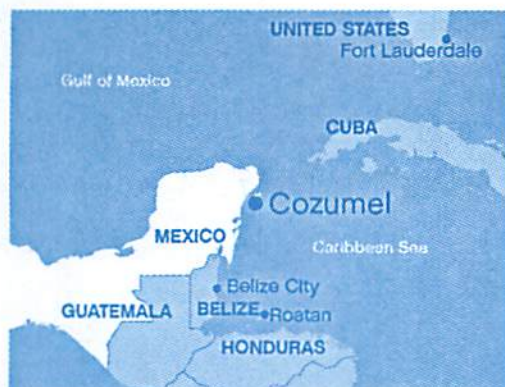 UNITED STATES
Fort Lauderdale
Gulf of Mexico
CUBA
Cozumel
MEXICO
Caribbean Sea
Belize City
GUATEMALA
BELIZE
Roatan
HONDURAS